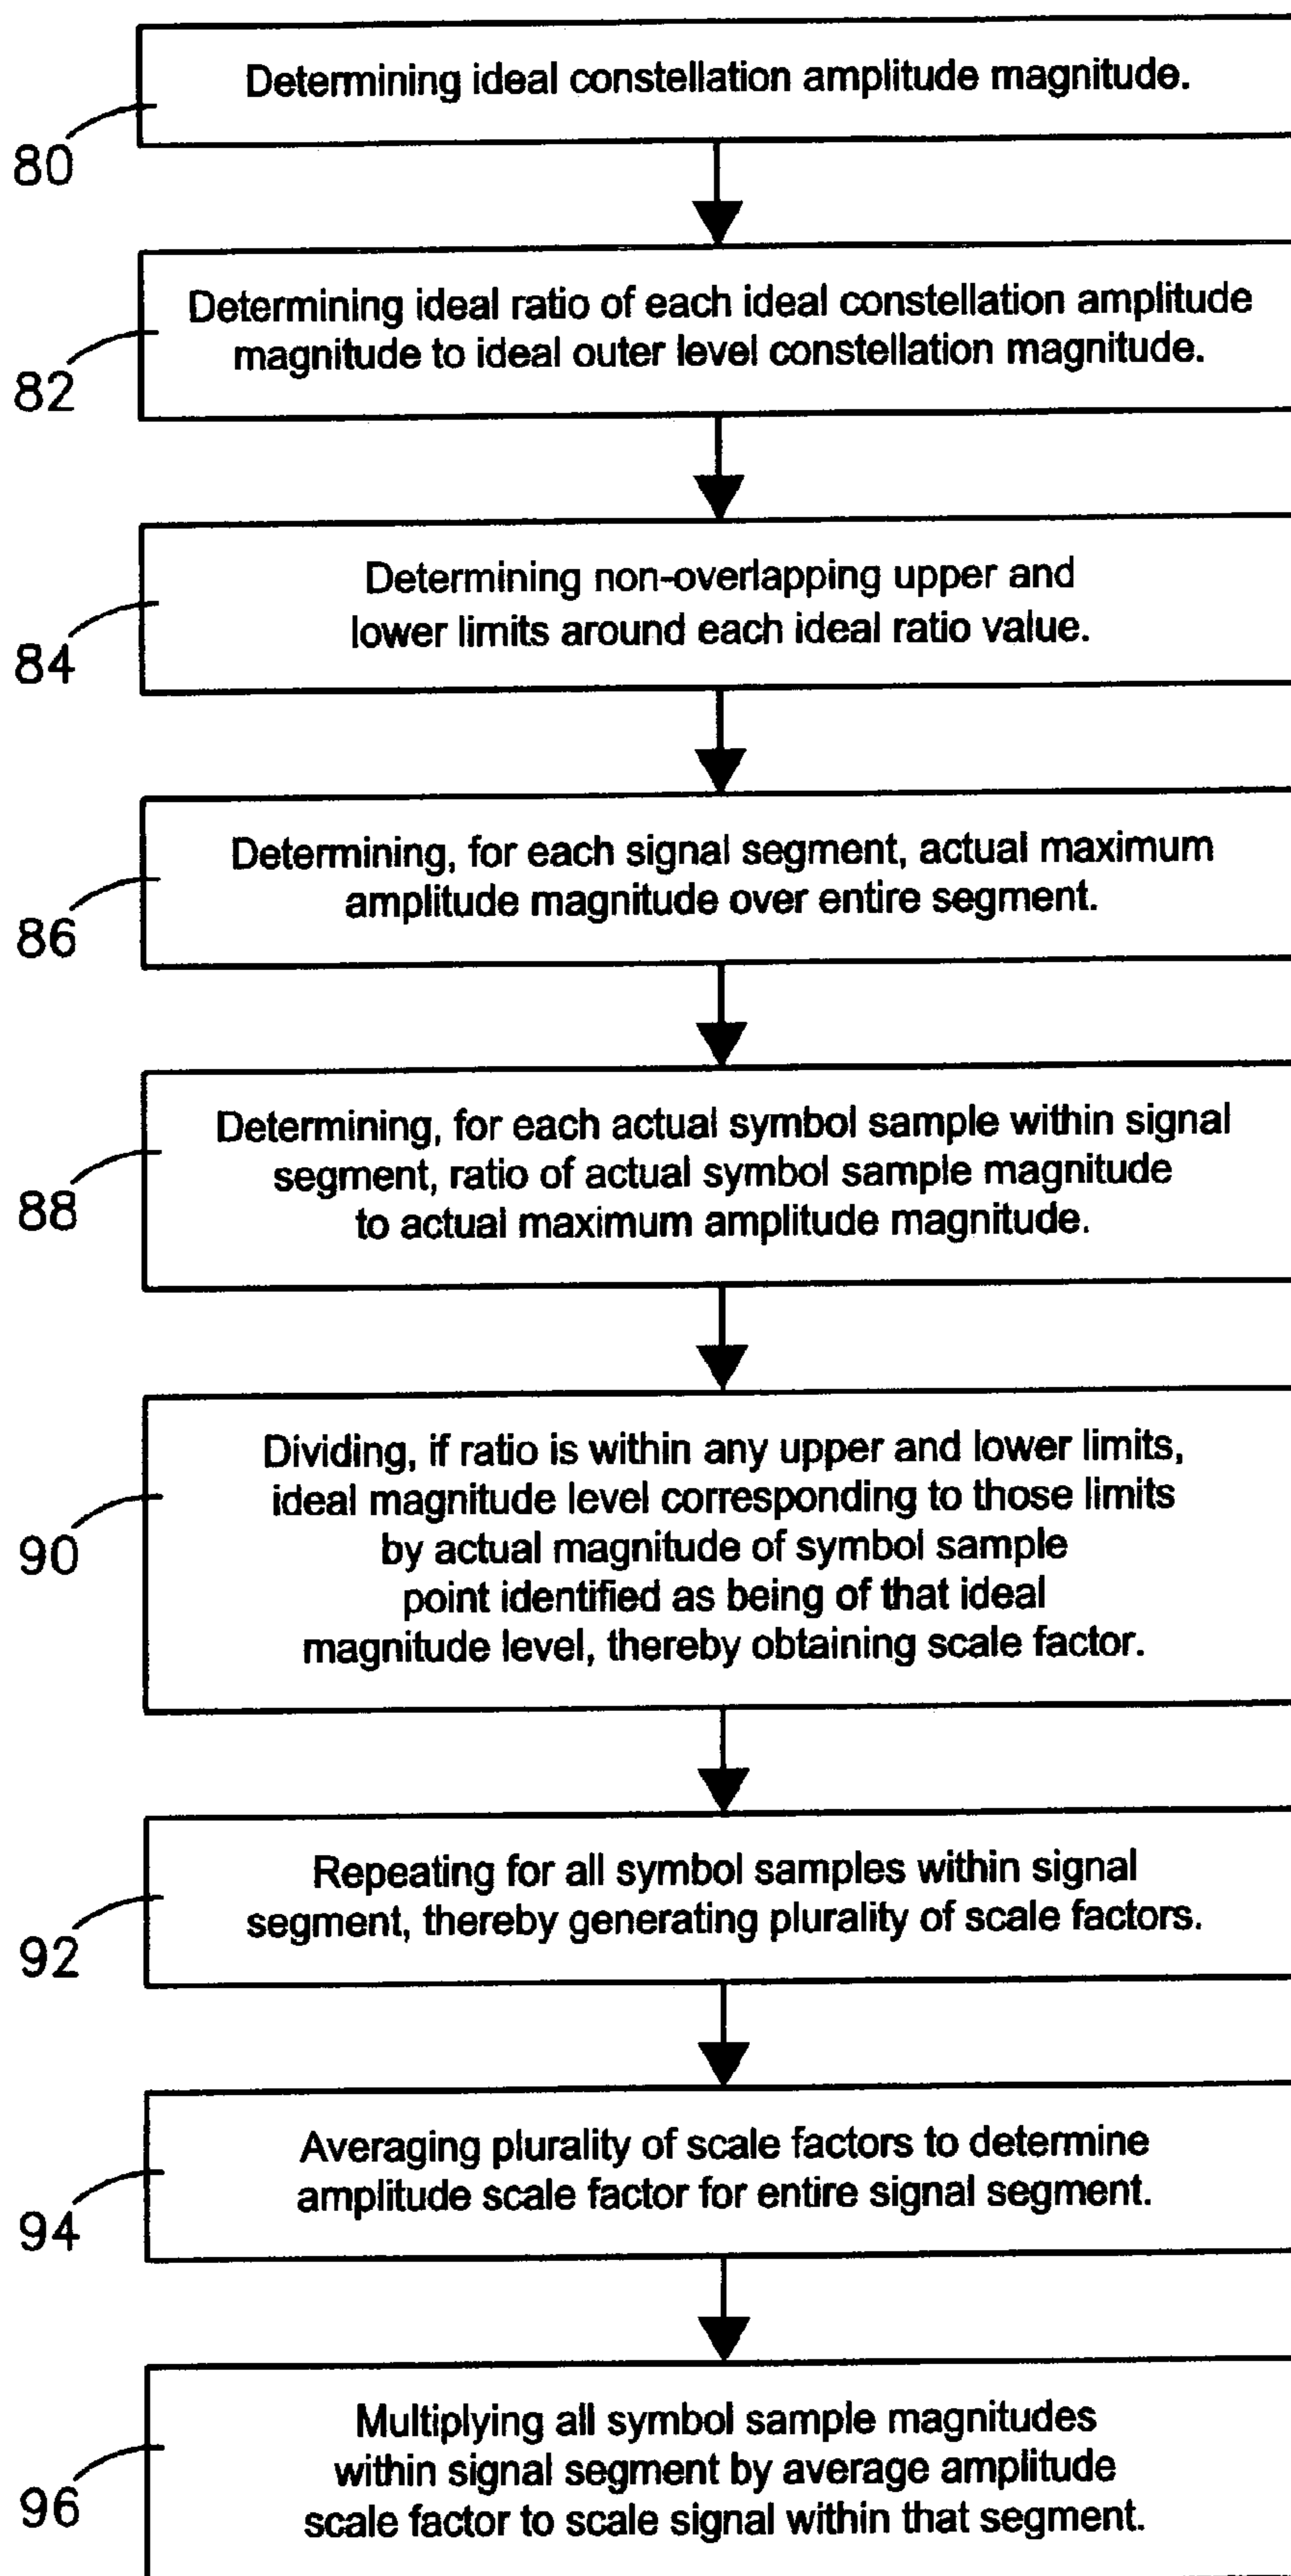 Determining ideal constellation amplitude magnitude.
80
Determining ideal ratio of each ideal constellation amplitude
magnitude to ideal outer level constellation magnitude.
82
Determining non-overlapping upper and
lower limits around each ideal ratio value.
84
Determining, for each signal segment, actual maximum
amplitude magnitude over entire segment.
86
Determining, for each actual symbol sample within signal
segment, ratio of actual symbol sample magnitude
to actual maximum amplitude magnitude.
88
Dividing, if ratio is within any upper and lower limits,
ideal magnitude level corresponding to those limits
by actual magnitude of symbol sample
point identified as being of that ideal
magnitude level, thereby obtaining scale factor.
90
Repeating for all symbol samples within signal
segment, thereby generating plurality of scale factors.
92
Averaging plurality of scale factors to determine
amplitude scale factor for entire signal segment.
94
Multiplying all symbol sample magnitudes
within signal segment by average amplitude
scale factor to scale signal within that segment.
96